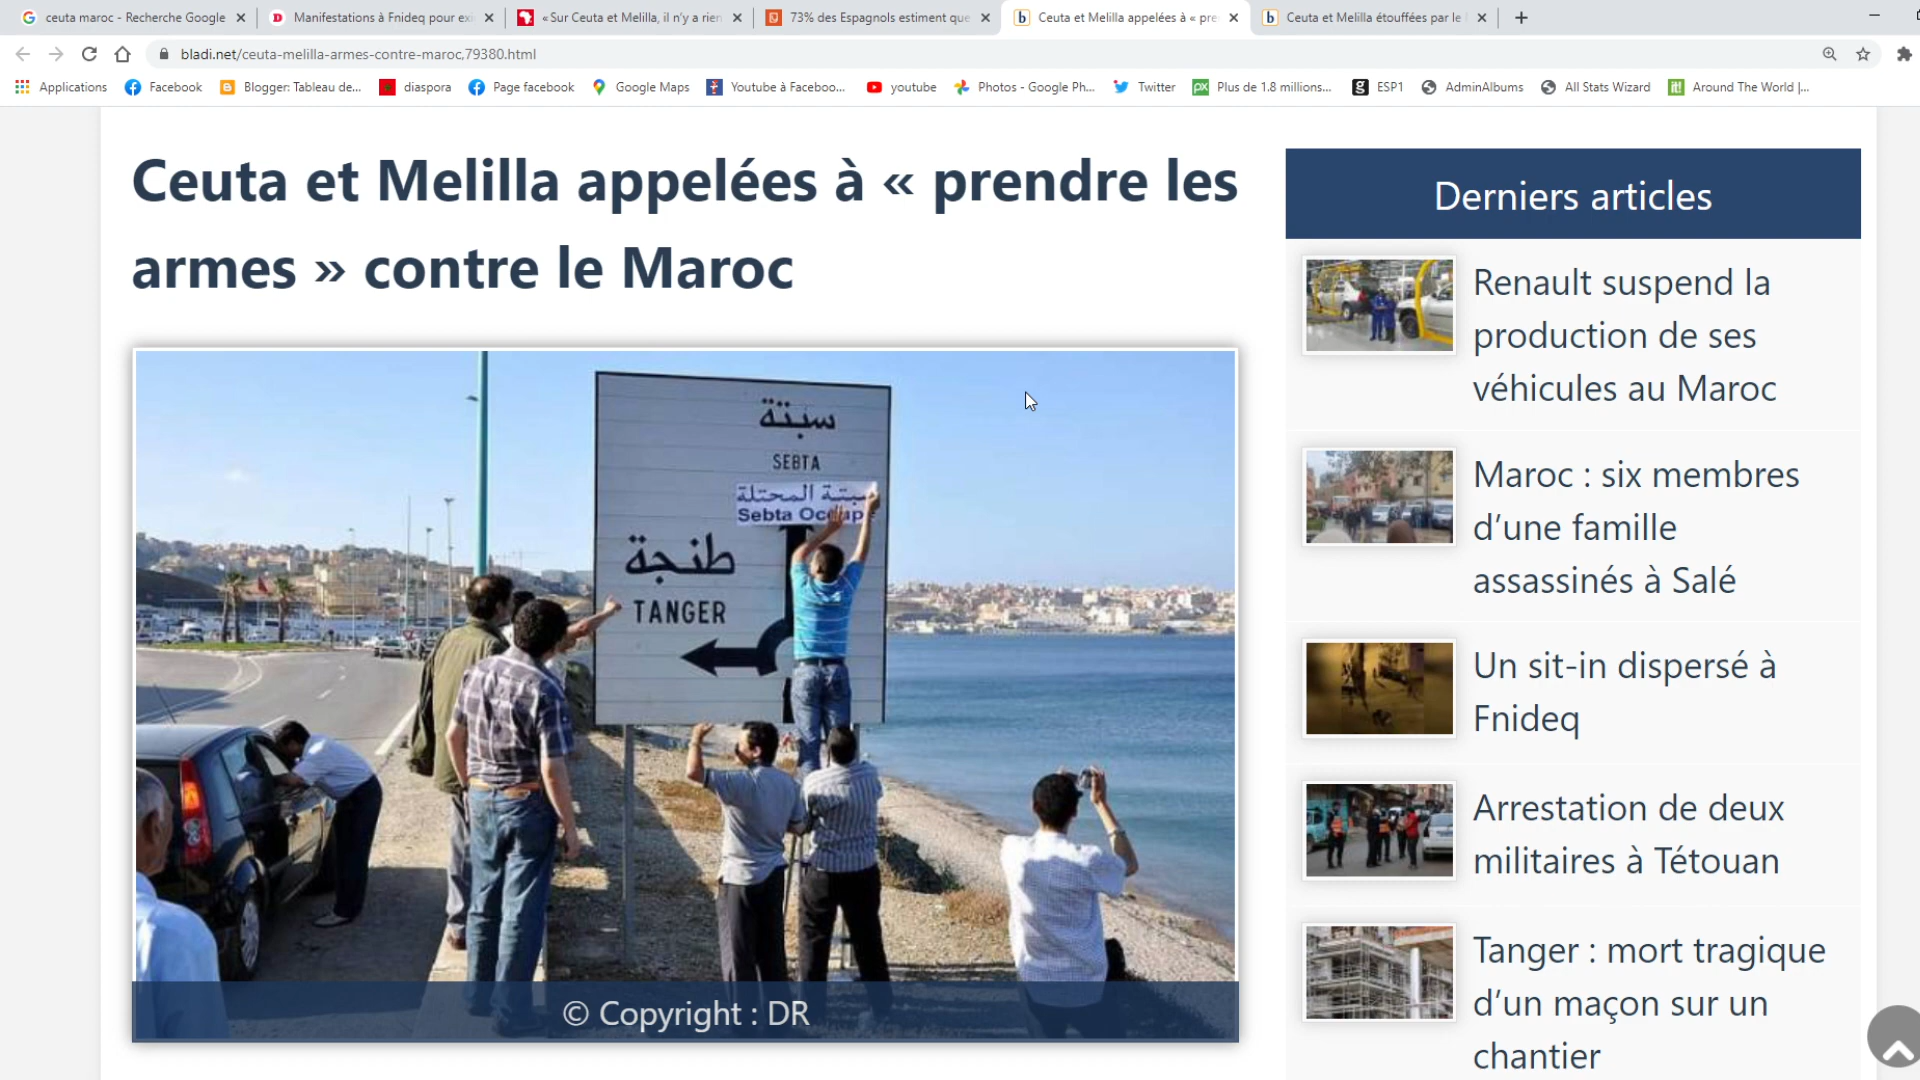 ceuta maroc - Recherche Google
Manifestations à Fnideq pour exi
«Sur Ceuta et Melilla, il n'y a rien
73% des Espagnols estiment que
Ceuta et Melilla appelées à « pre
Ceuta et Melilla étouffées par le
bladi.net/ceuta-melilla-armes-contre-maroc,79380.html
Applications
Facebook
Blogger: Tableau de...
diaspora
Page facebook
Google Maps
Youtube à Faceboo...
youtube
Photos - Google Ph...
Twitter
Plus de 1.8 millions...
ESP1
AdminAlbums
All Stats Wizard
Around The World |...
Ceuta et Melilla appelées à « prendre les
armes » contre le Maroc
سبتة
SEBTA
سبتة المحتلة
Sebta
طنجة
TANGER
© Copyright : DR
Derniers articles
Renault suspend la
production de ses
véhicules au Maroc
Maroc : six membres
d’une famille
assassinés à Salé
Un sit-in dispersé à
Fnideq
Arrestation de deux
militaires à Tétouan
Tanger : mort tragique
d’un maçon sur un
chantier